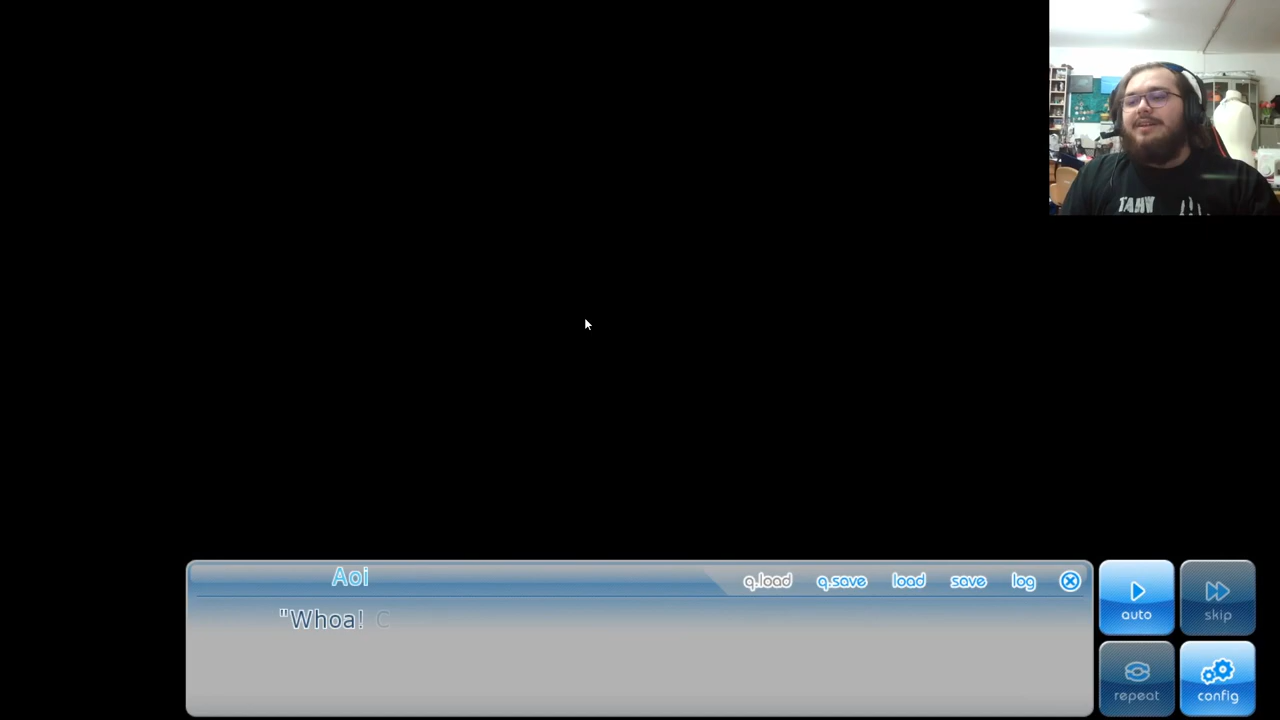 Aoi
q.load q.save load save log
"Whoa! C
auto
skip
repeat
config